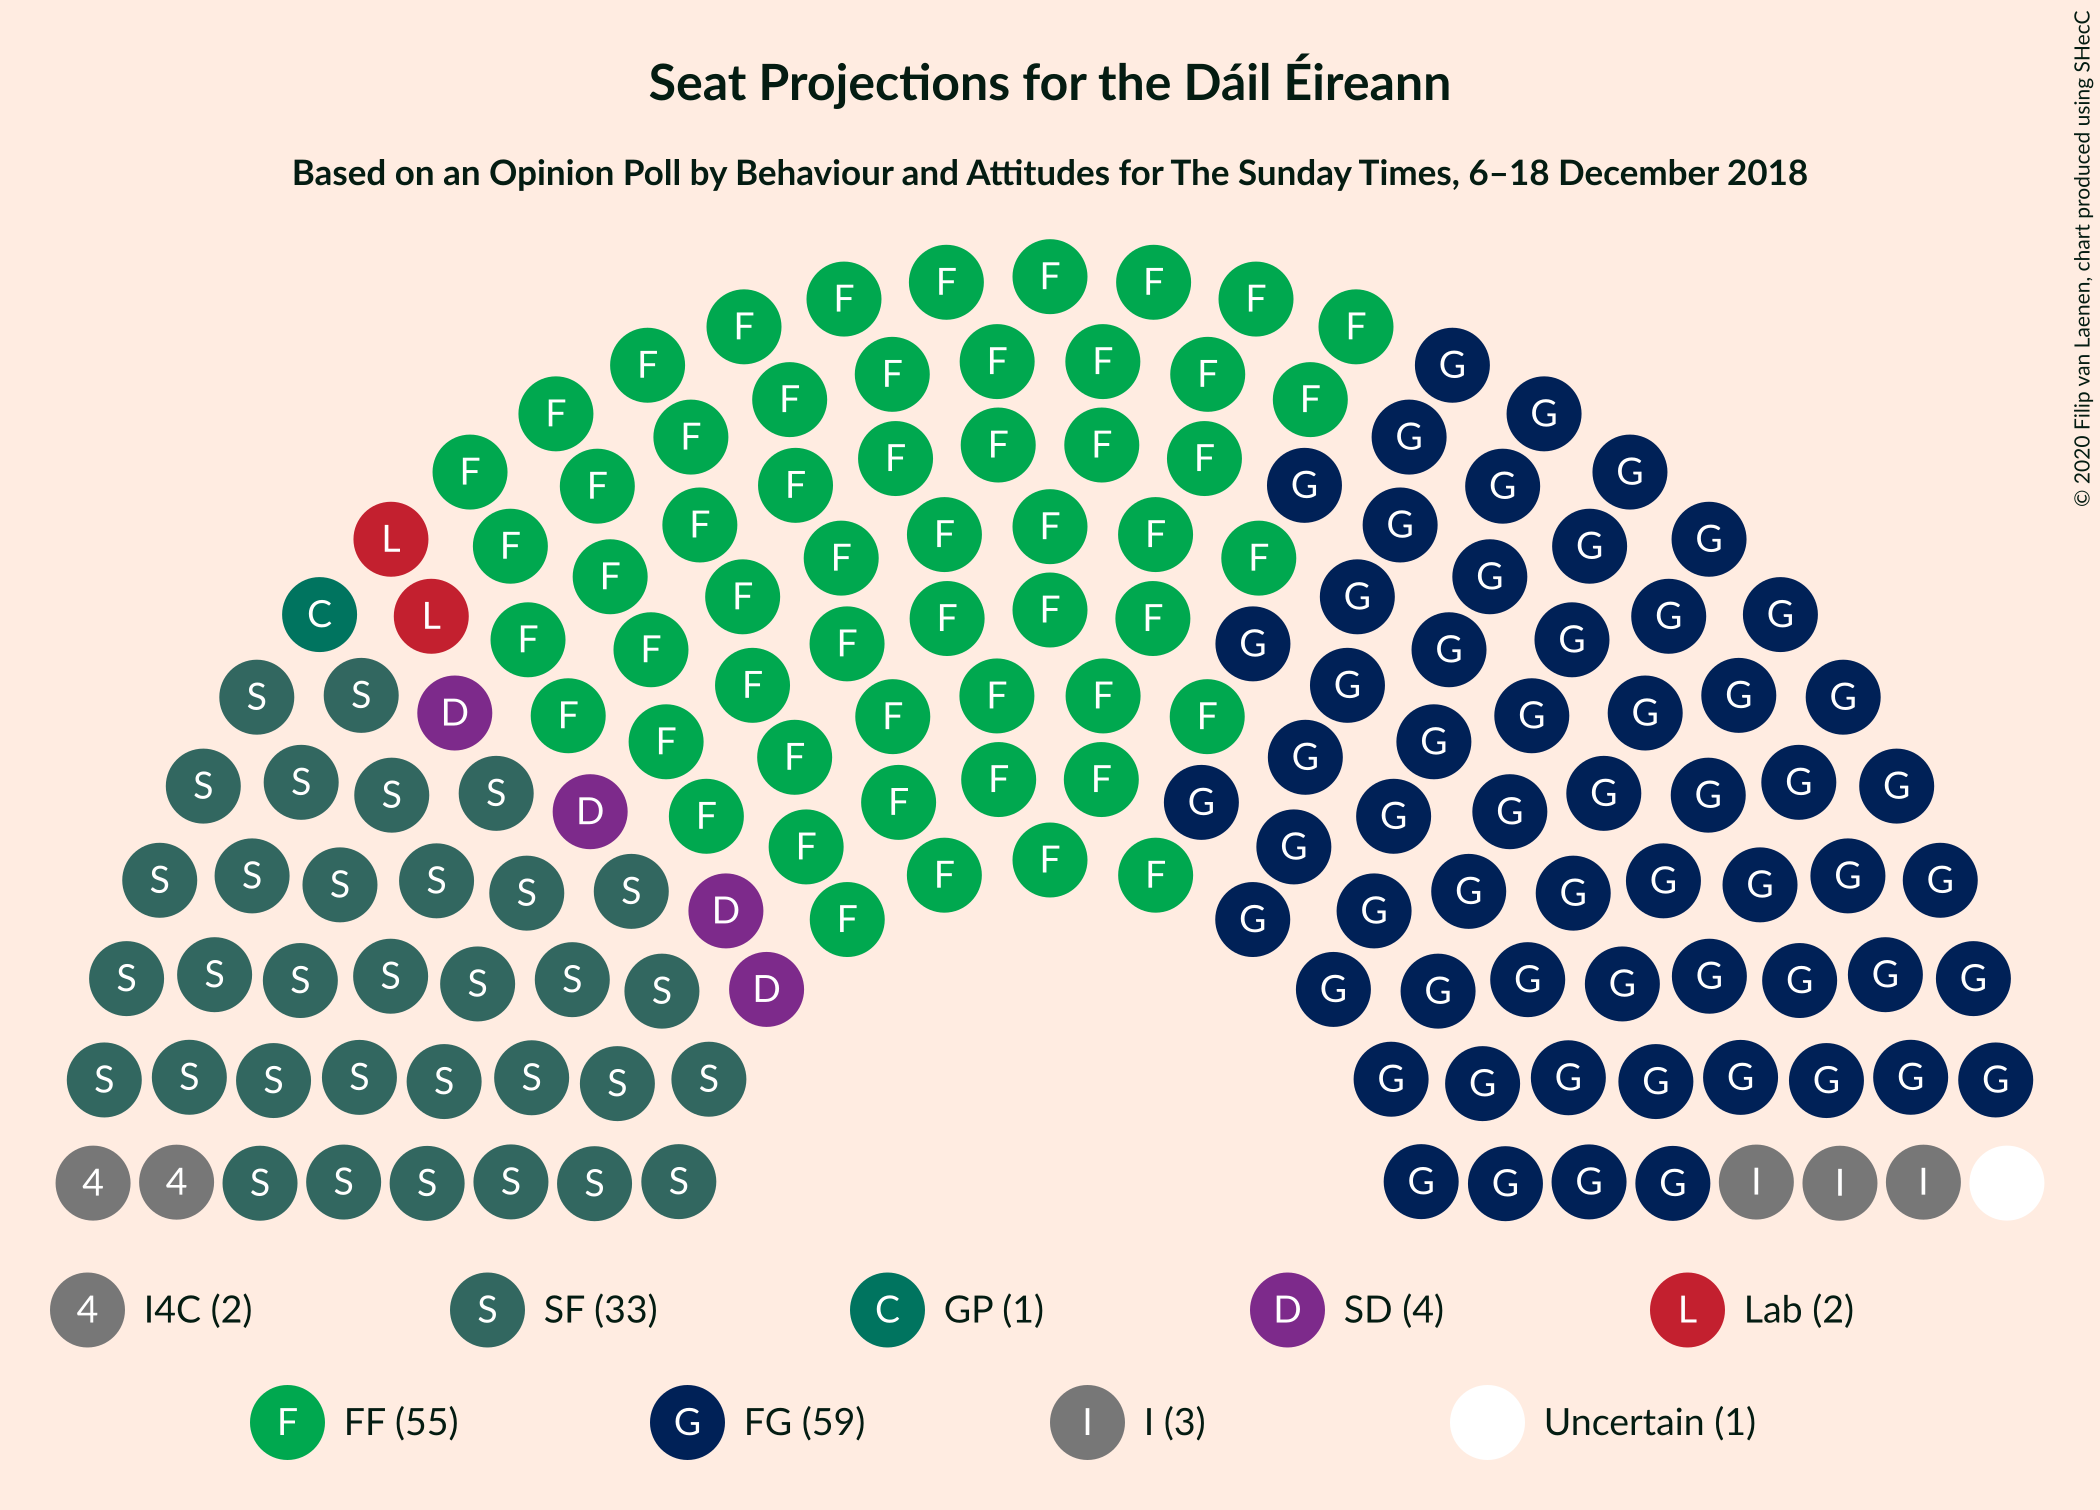 Seat Projections for the Dáil Éireann
Based on an Opinion Poll by Behaviour and Attitudes for The Sunday Times, 6–18 December 2018
© 2020 Filip van Laenen, chart produced using SHecC
F F F F F
F F G
F F F F F G
F F F F F G
F F F F G
F F G G G
L F F F F F G G G
F F F F G G
C L F F F F G G G
F F F G G
S S D F F F F G G G G
F F G G
S S S S D F F F G G G G G G
F G G
S S S S S S F F F G G G G G G
D F G G
S S S S S S S D G G G G G G G G
S S S S S S S S G G G G G G G G
4 4 S S S S S S G G G G I I I
4 I4C (2)
S SF (33)
C GP (1)
D SD (4)
L Lab (2)
F FF (55)
G FG (59)
I I (3)
Uncertain (1)